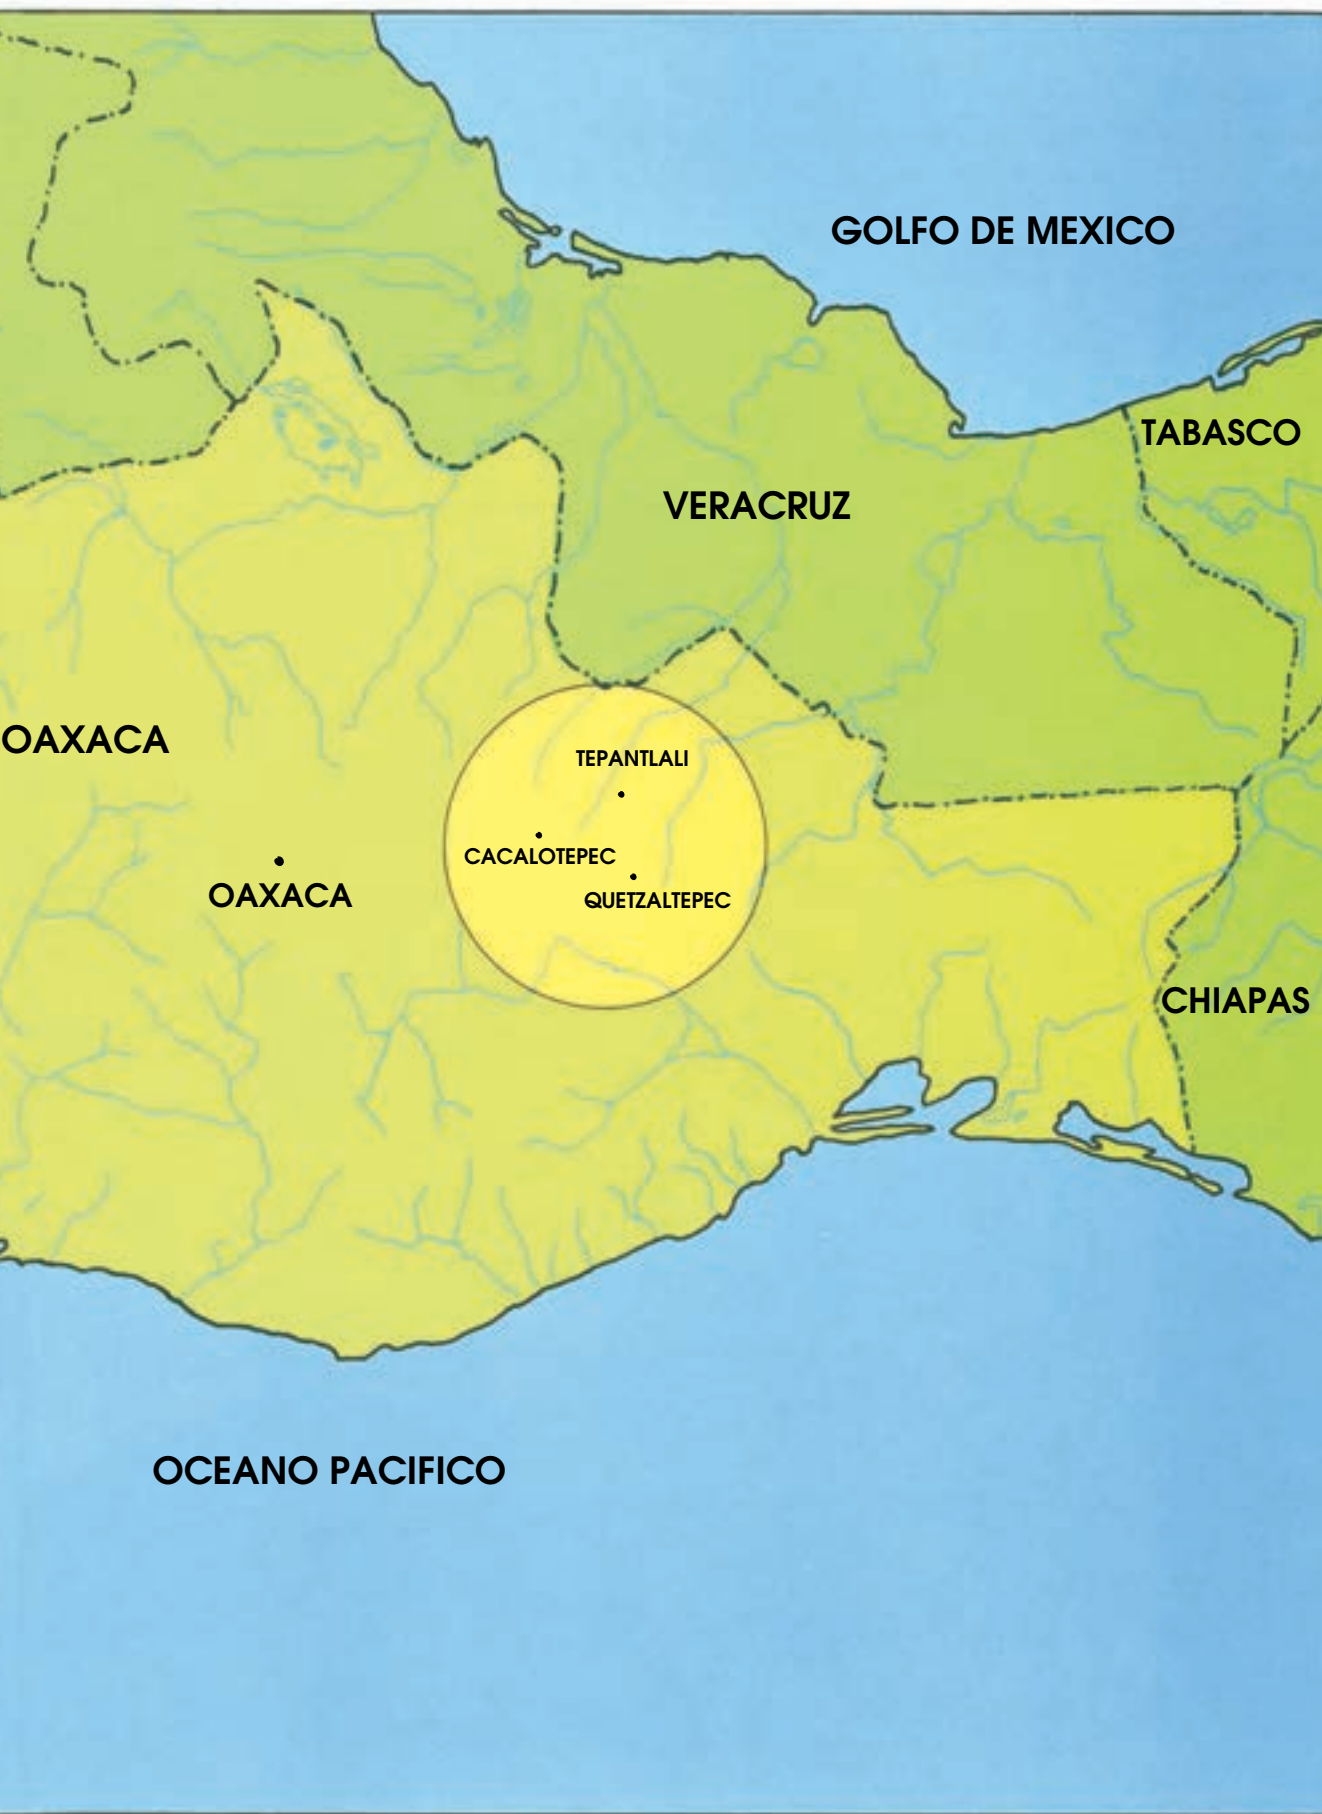 GOLFO DE MEXICO
TABASCO
VERACRUZ
OAXACA
TEPANTLALI
CACALOTEPEC
OAXACA
QUETZALTEPEC
CHIAPAS
OCEANO PACIFICO